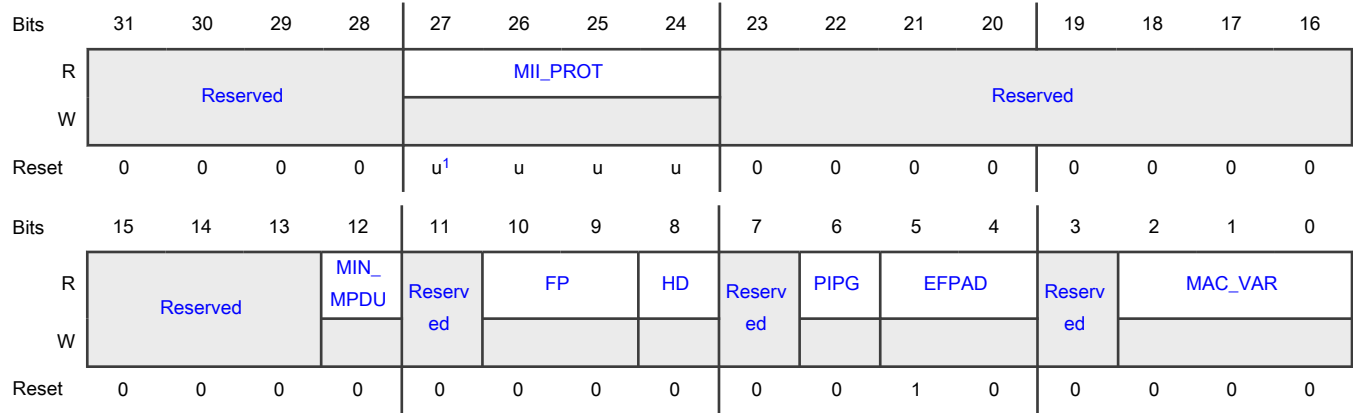 Bits 31 30 29 28 27 26 25 24 23 22 21 20 19 18 17 16
R MII_PROT
Reserved Reserved
W
Reset 0 0 0 0 u1 u u u 0 0 0 0 0 0 0 0
Bits 15 14 13 12 11 10 9 8 7 6 5 4 3 2 1 0
R Reserved MIN_
MPDU Reserv
ed FP HD Reserv
ed PIPG EFPAD Reserv
ed MAC_VAR
W
Reset 0 0 0 0 0 0 0 0 0 0 1 0 0 0 0 0